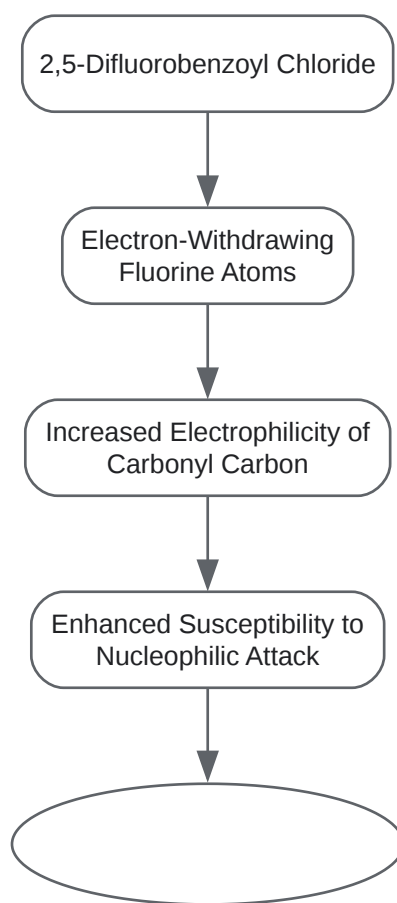 2,5-Difluorobenzoyl Chloride
Electron-Withdrawing
Fluorine Atoms
Increased Electrophilicity of
Carbonyl Carbon
Enhanced Susceptibility to
Nucleophilic Attack